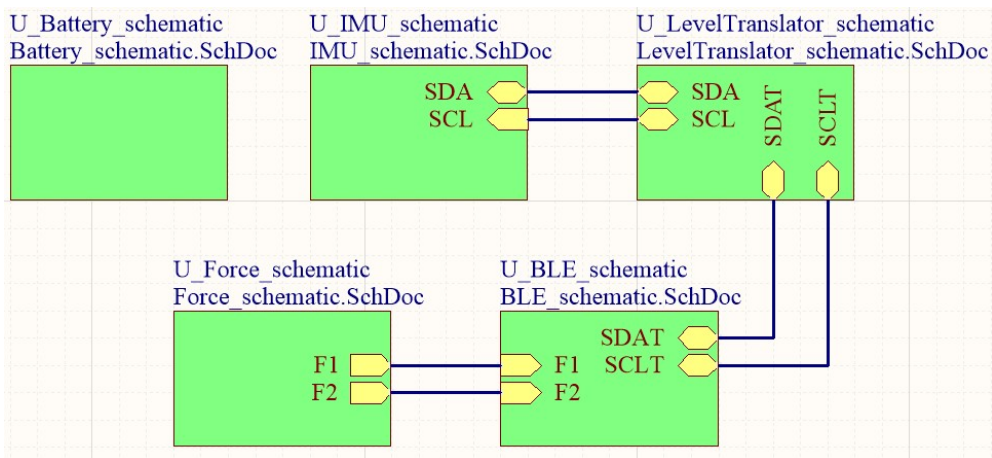 U_Battery_schematic
Battery_schematic.SchDoc
U_IMU_schematic
IMU_schematic.SchDoc
SDA
SCL
U_LevelTranslator_schematic
LevelTranslator_schematic.SchDoc
SDA
SCL
SDAT
SCLT
U_Force_schematic
Force_schematic.SchDoc
F1
F2
U_BLE_schematic
BLE_schematic.SchDoc
SDAT
SCLT
F1
F2